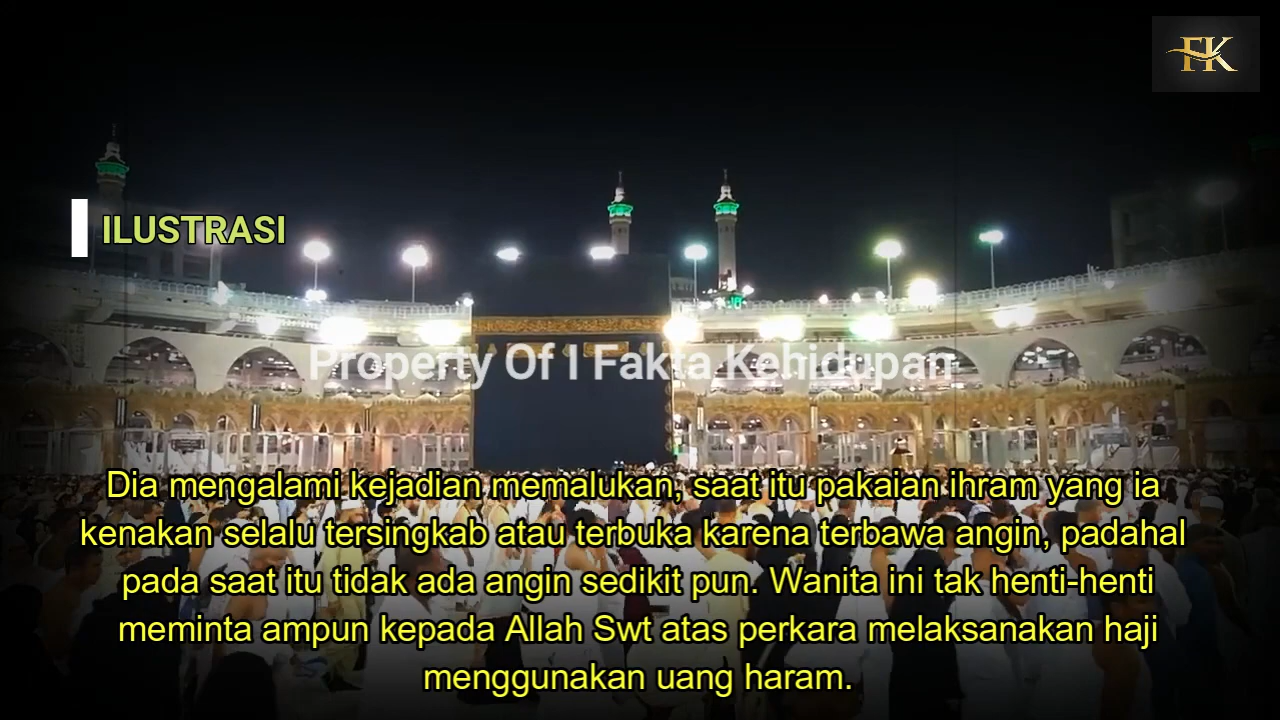 FK
ILUSTRASI
Property Of | Fakta Kehidupan
Dia mengalami kejadian memalukan, saat itu pakaian ihram yang ia
kenakan selalu tersingkab atau terbuka karena terbawa angin, padahal
pada saat itu tidak ada angin sedikit pun. Wanita ini tak henti-henti
meminta ampun kepada Allah Swt atas perkara melaksanakan haji
menggunakan uang haram.